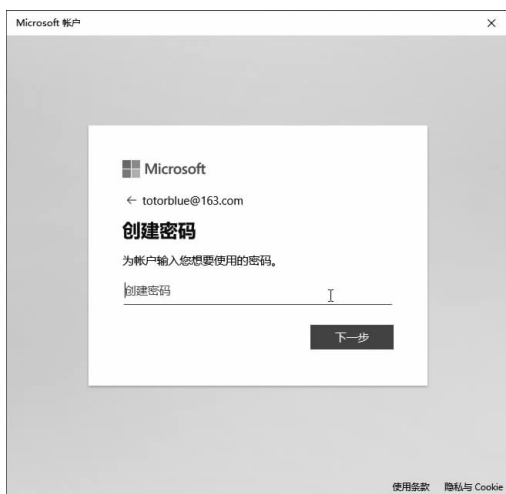 Microsoft 帐户
Microsoft
← totorblue@163.com
创建密码
为帐户输入您想要使用的密码。
创建密码
下一步
使用条款 隐私与 Cookie